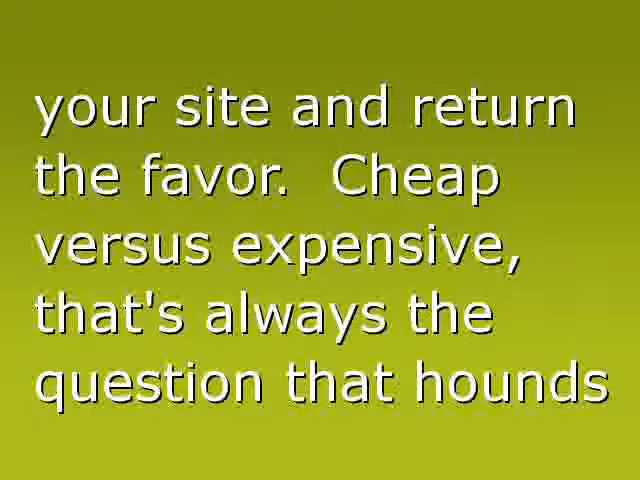 your site and return
the favor.  Cheap
versus expensive,
that's always the
question that hounds